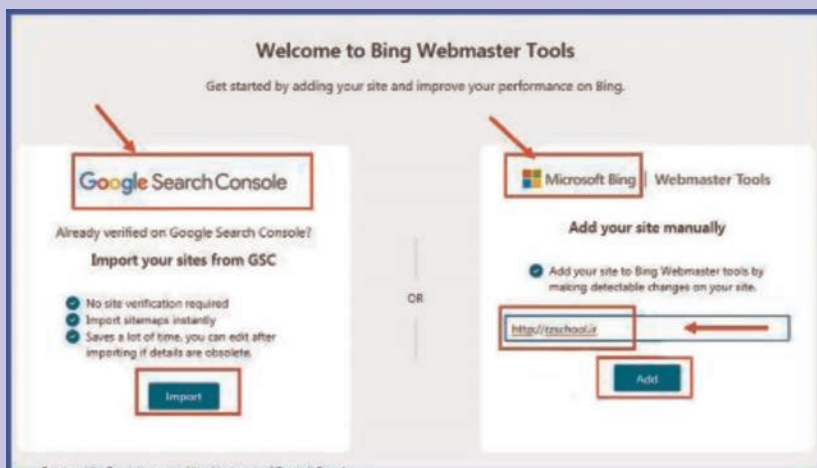 Welcome to Bing Webmaster Tools
Get started by adding your site and improve your performance on Bing.
Google Search Console
Already verified on Google Search Console?
Import your sites from GSC
No site verification required
Import sitemaps instantly
Saves a lot of time, you can edit after
importing if details are obsolete.
Import
OR
Microsoft Bing | Webmaster Tools
Add your site manually
Add your site to Bing Webmaster tools by
making detectable changes on your site.
http://rzschool.ir
Add